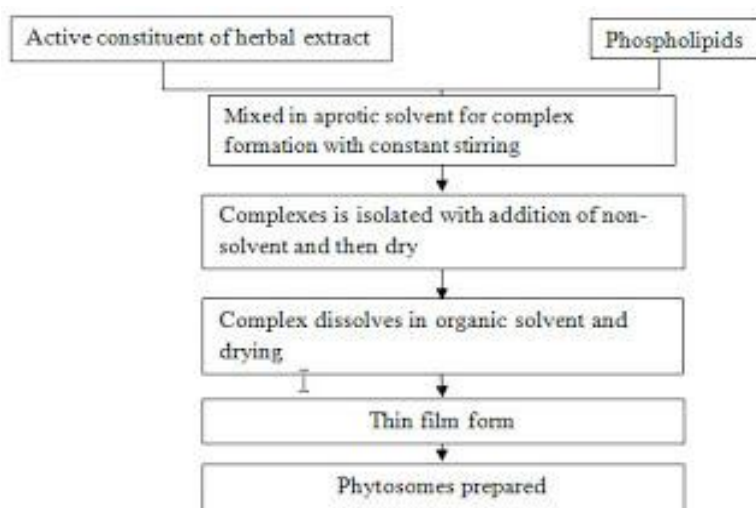 Active constituent of herbal extract
Phospholipids
Mixed in aprotic solvent for complex
formation with constant stirring
Complexes is isolated with addition of non-
solvent and then dry
Complex dissolves in organic solvent and
drying
Thin film form
Phytosomes prepared